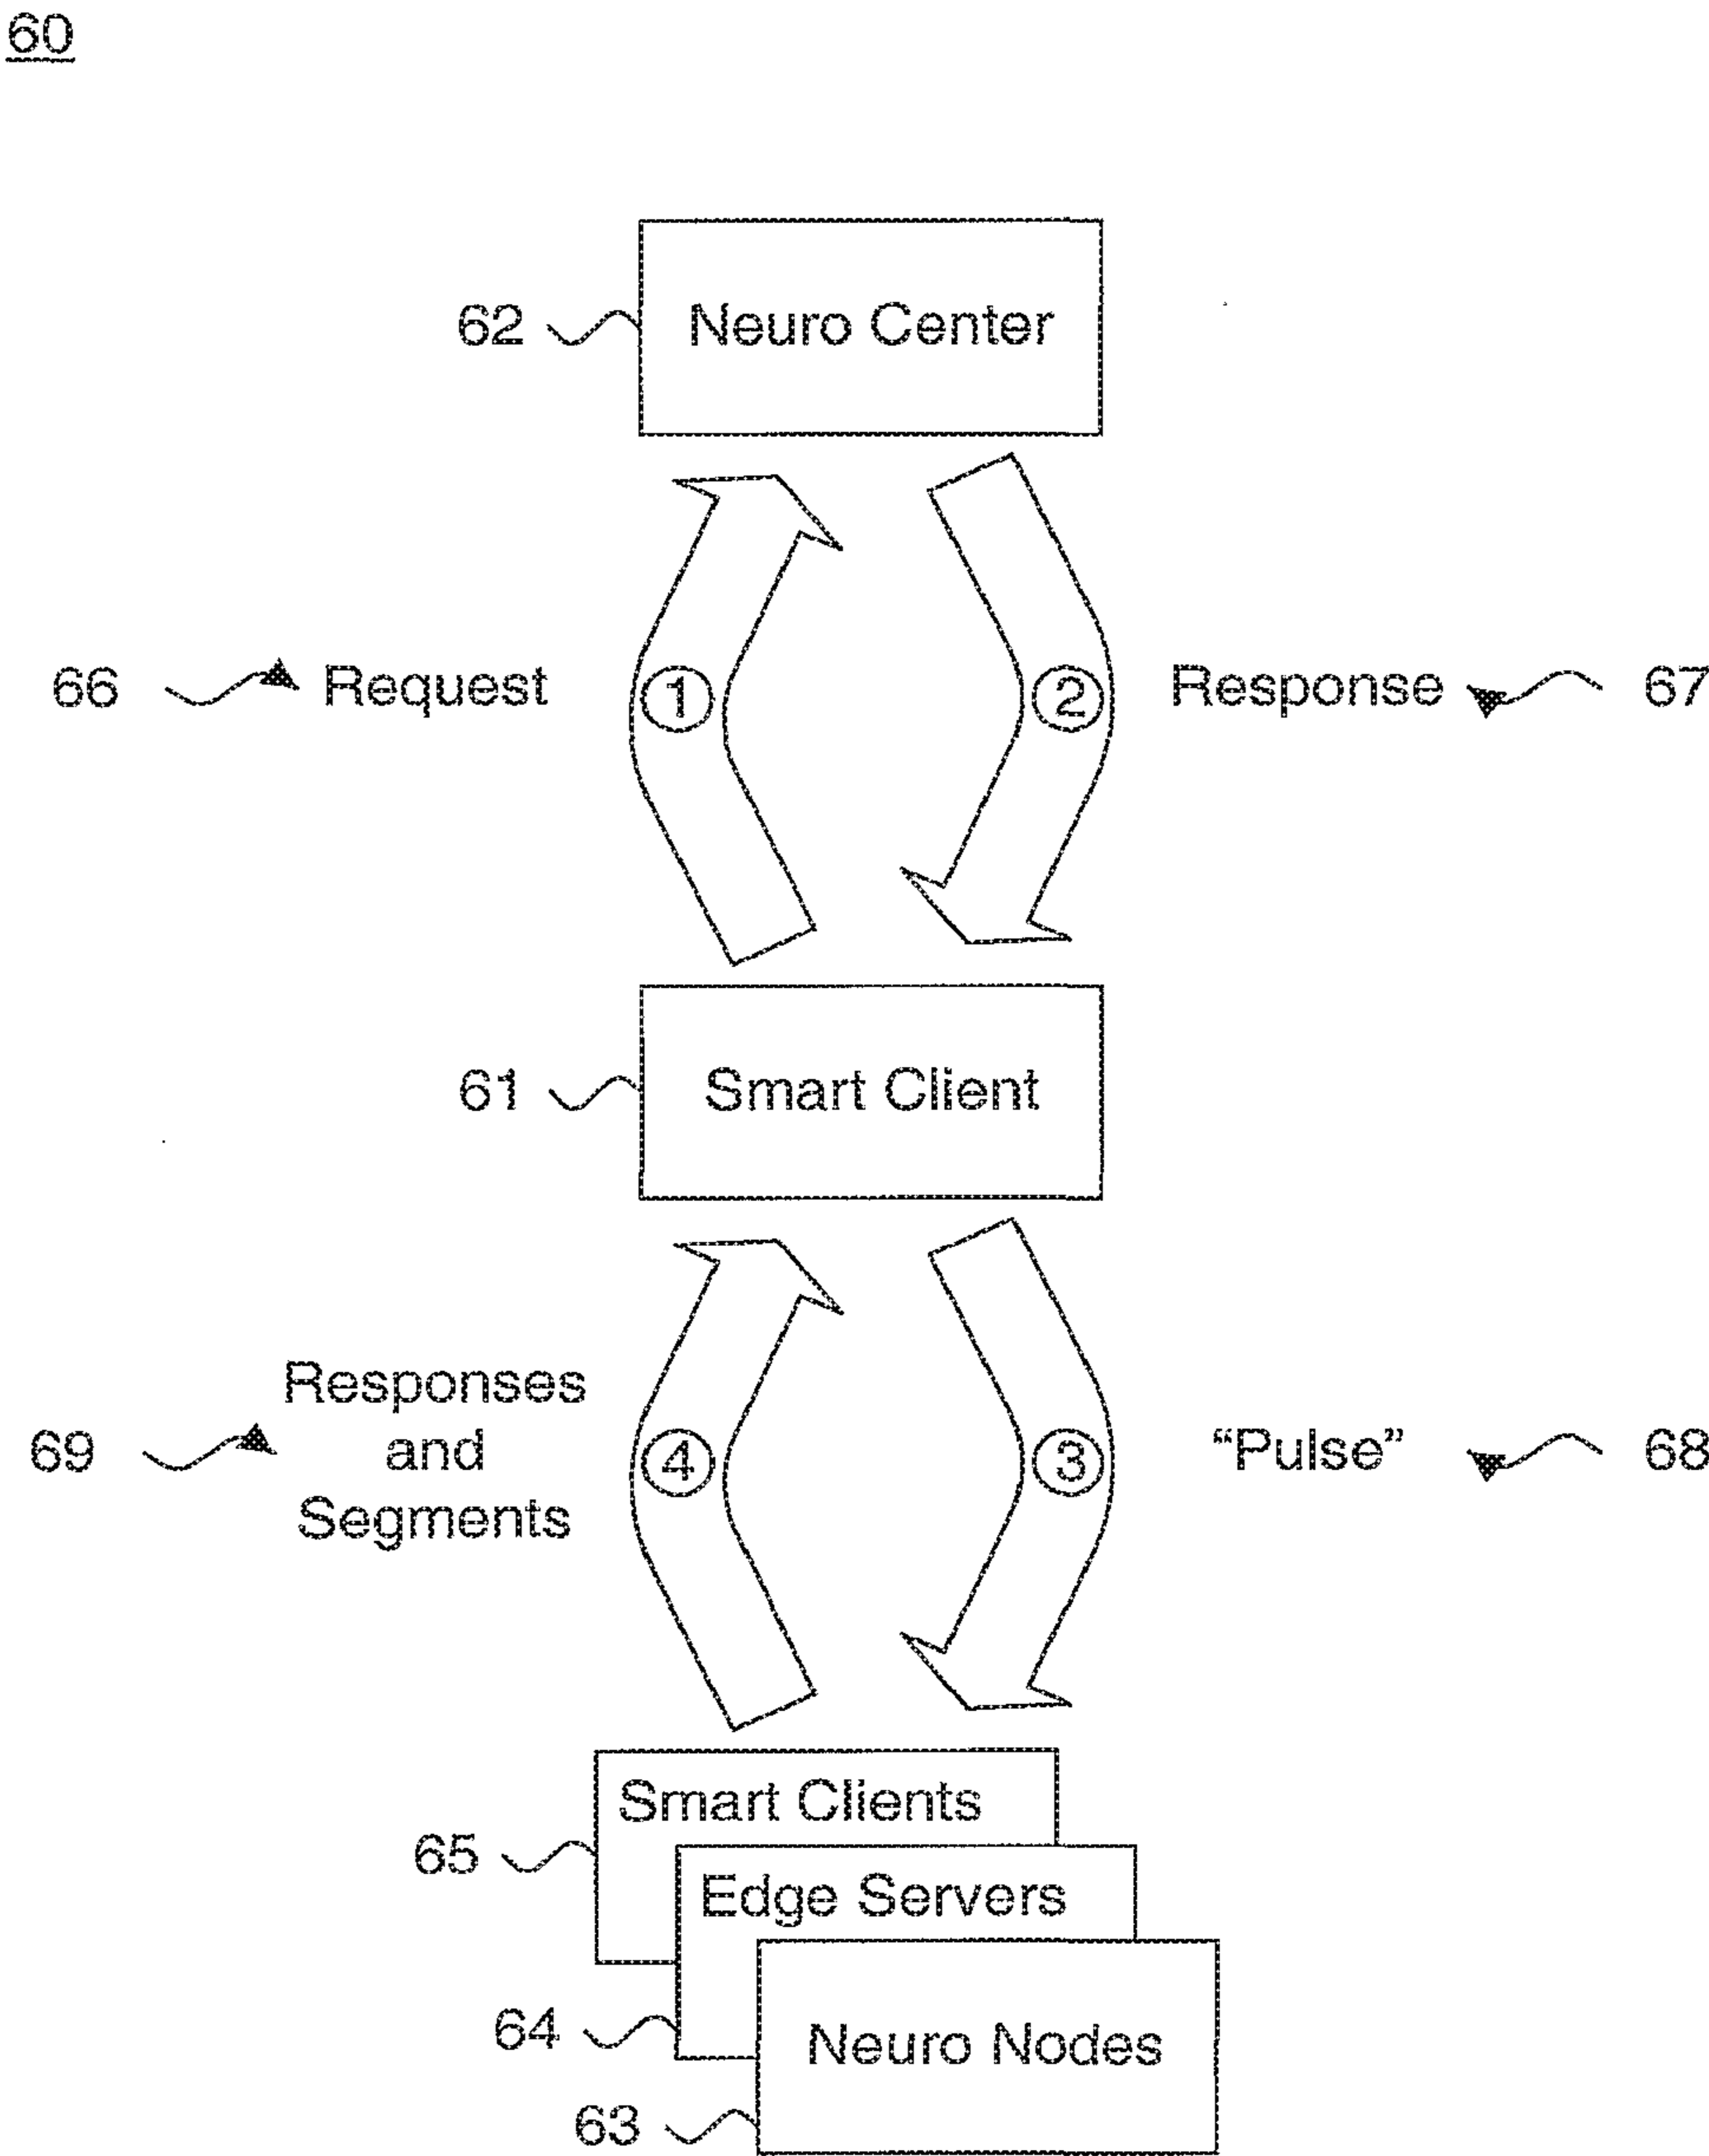 60
62 Neuro Center
66 Request 1 2 Response 67
61 Smart Client
Responses
69 and 4 3 “Pulse” 68
Segments
Smart Clients
65
Edge Servers
64
Neuro Nodes
63